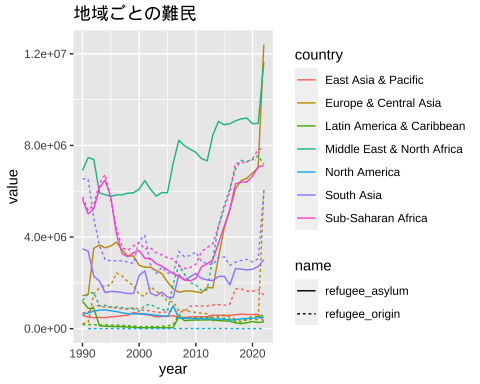 地域ごとの難民
1.2e+07
8.0e+06
4.0e+06
0.0e+00
value
1990
2000
2010
2020
year
country
East Asia & Pacific
Europe & Central Asia
Latin America & Caribbean
Middle East & North Africa
North America
South Asia
Sub-Saharan Africa
name
refugee_asylum
refugee_origin